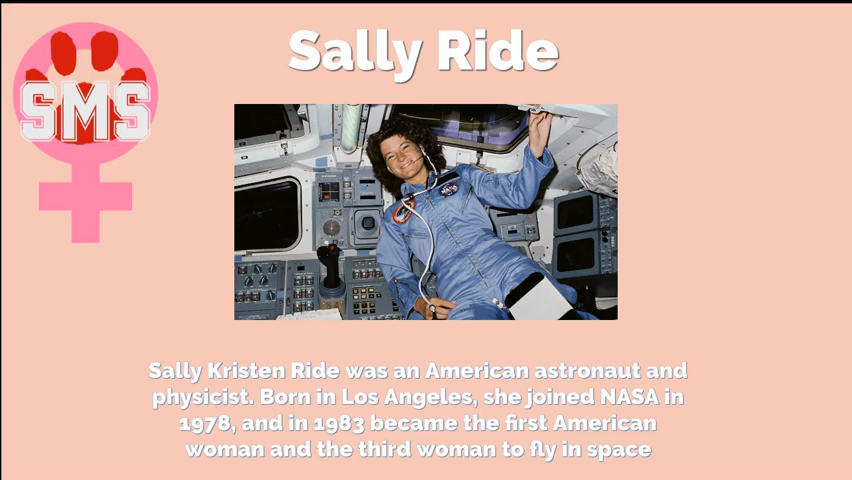 SMS
Sally Ride
NASA
Sally Kristen Ride was an American astronaut and
physicist. Born in Los Angeles, she joined NASA in
1978, and in 1983 became the first American
woman and the third woman to fly in space